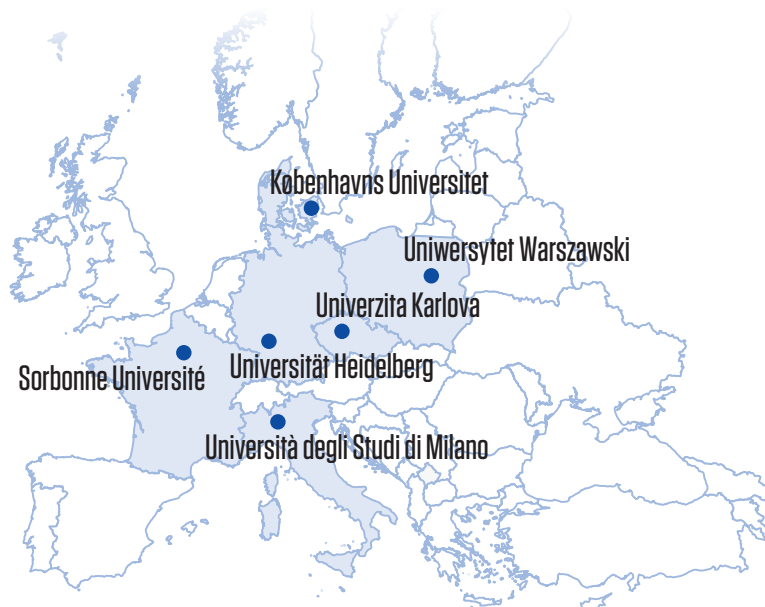 Københavns Universitet
Uniwersytet Warszawski
Univerzita Karlova
Sorbonne Université
Universität Heidelberg
Università degli Studi di Milano